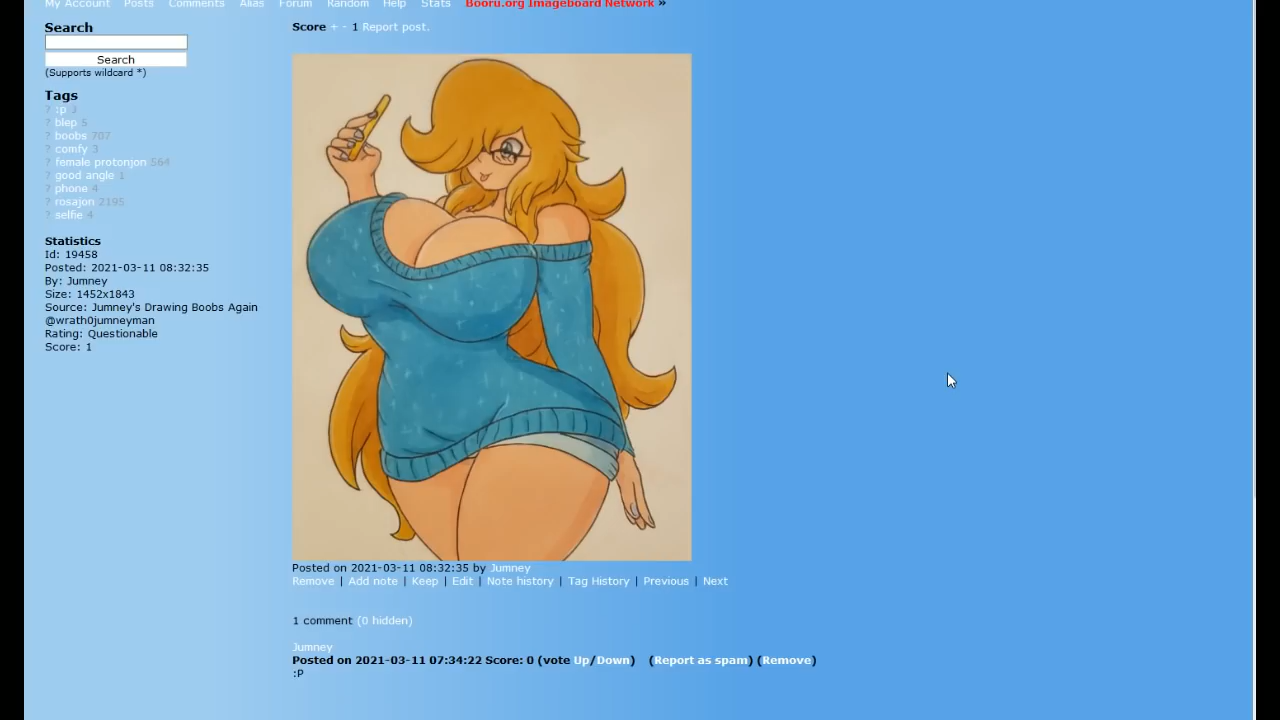 My Account Posts Comments Alias Forum Random Help Stats Booru.org Imageboard Network »
Search
Search
(Supports wildcard *)
Tags
? :p 3
? blep 5
? boobs 707
? comfy 3
? female protonjon 564
? good angle 1
? phone 4
? rosajon 2195
? selfie 4
Statistics
Id: 19458
Posted: 2021-03-11 08:32:35
By: Jumney
Size: 1452x1843
Source: Jumney's Drawing Boobs Again
@wrath0jumneyman
Rating: Questionable
Score: 1
Score + - 1 Report post.
Posted on 2021-03-11 08:32:35 by Jumney
Remove | Add note | Keep | Edit | Note history | Tag History | Previous | Next
1 comment (0 hidden)
Jumney
Posted on 2021-03-11 07:34:22 Score: 0 (vote Up/Down) (Report as spam) (Remove)
:P